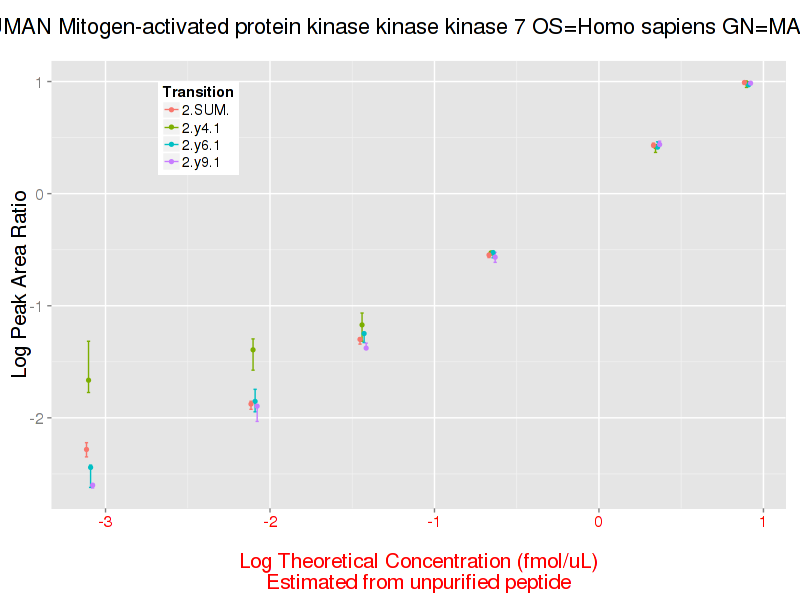 UMAN Mitogen-activated protein kinase kinase kinase 7 OS=Homo sapiens GN=MA
Transition
2.SUM.
2.y4.1
2.y6.1
2.y9.1
Log Peak Area Ratio
1
0
-1
-2
-3 -2 -1 0 1
Log Theoretical Concentration (fmol/uL)
Estimated from unpurified peptide